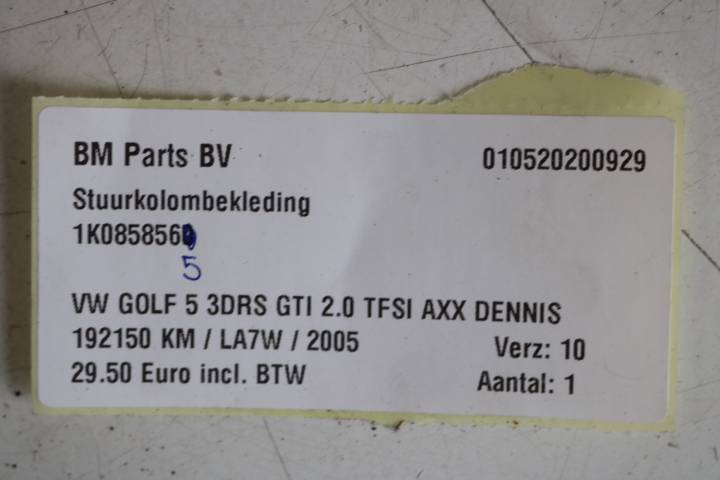 BM Parts BV 010520200929
Stuurkolombekleding
1K085856
5
VW GOLF 5 3DRS GTI 2.0 TFSI AXX DENNIS
192150 KM / LA7W / 2005 Verz: 10
29.50 Euro incl. BTW Aantal: 1